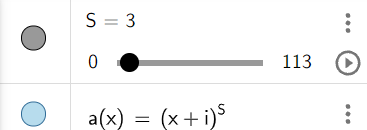 S = 3
0 113
a(x) = (x + i)^S